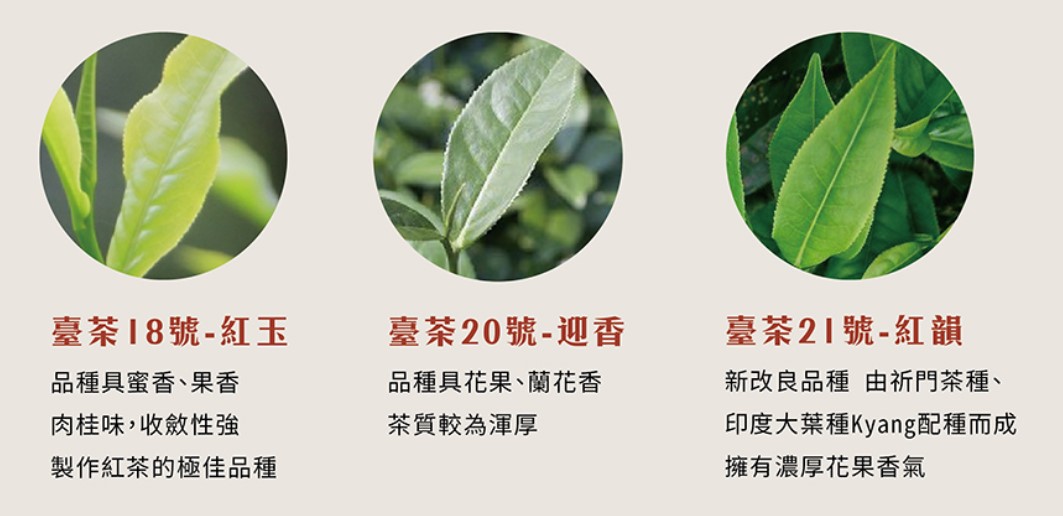 臺茶18號-紅玉
品種具蜜香、果香
肉桂味,收斂性強
製作紅茶的極佳品種
臺茶20號-迎香
品種具花果、蘭花香
茶質較為渾厚
臺茶21號-紅韻
新改良品種 由祈門茶種、
印度大葉種Kyang配種而成
擁有濃厚花果香氣